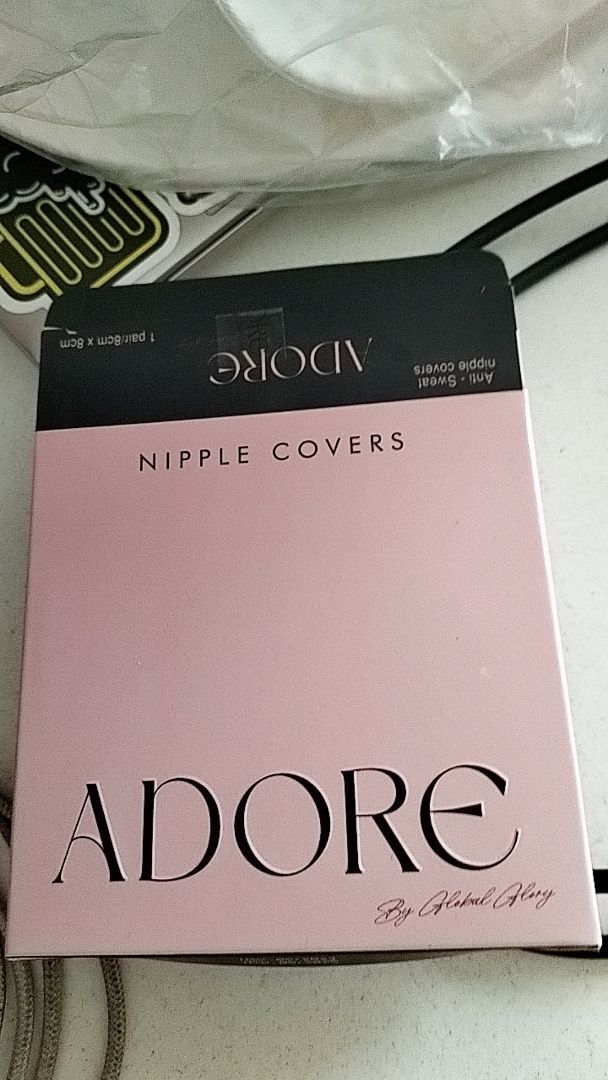 1 pair/8cm x 8cm
ADORE
Anti - Sweat
nipple covers
NIPPLE COVERS
ADORE
By Global Glory